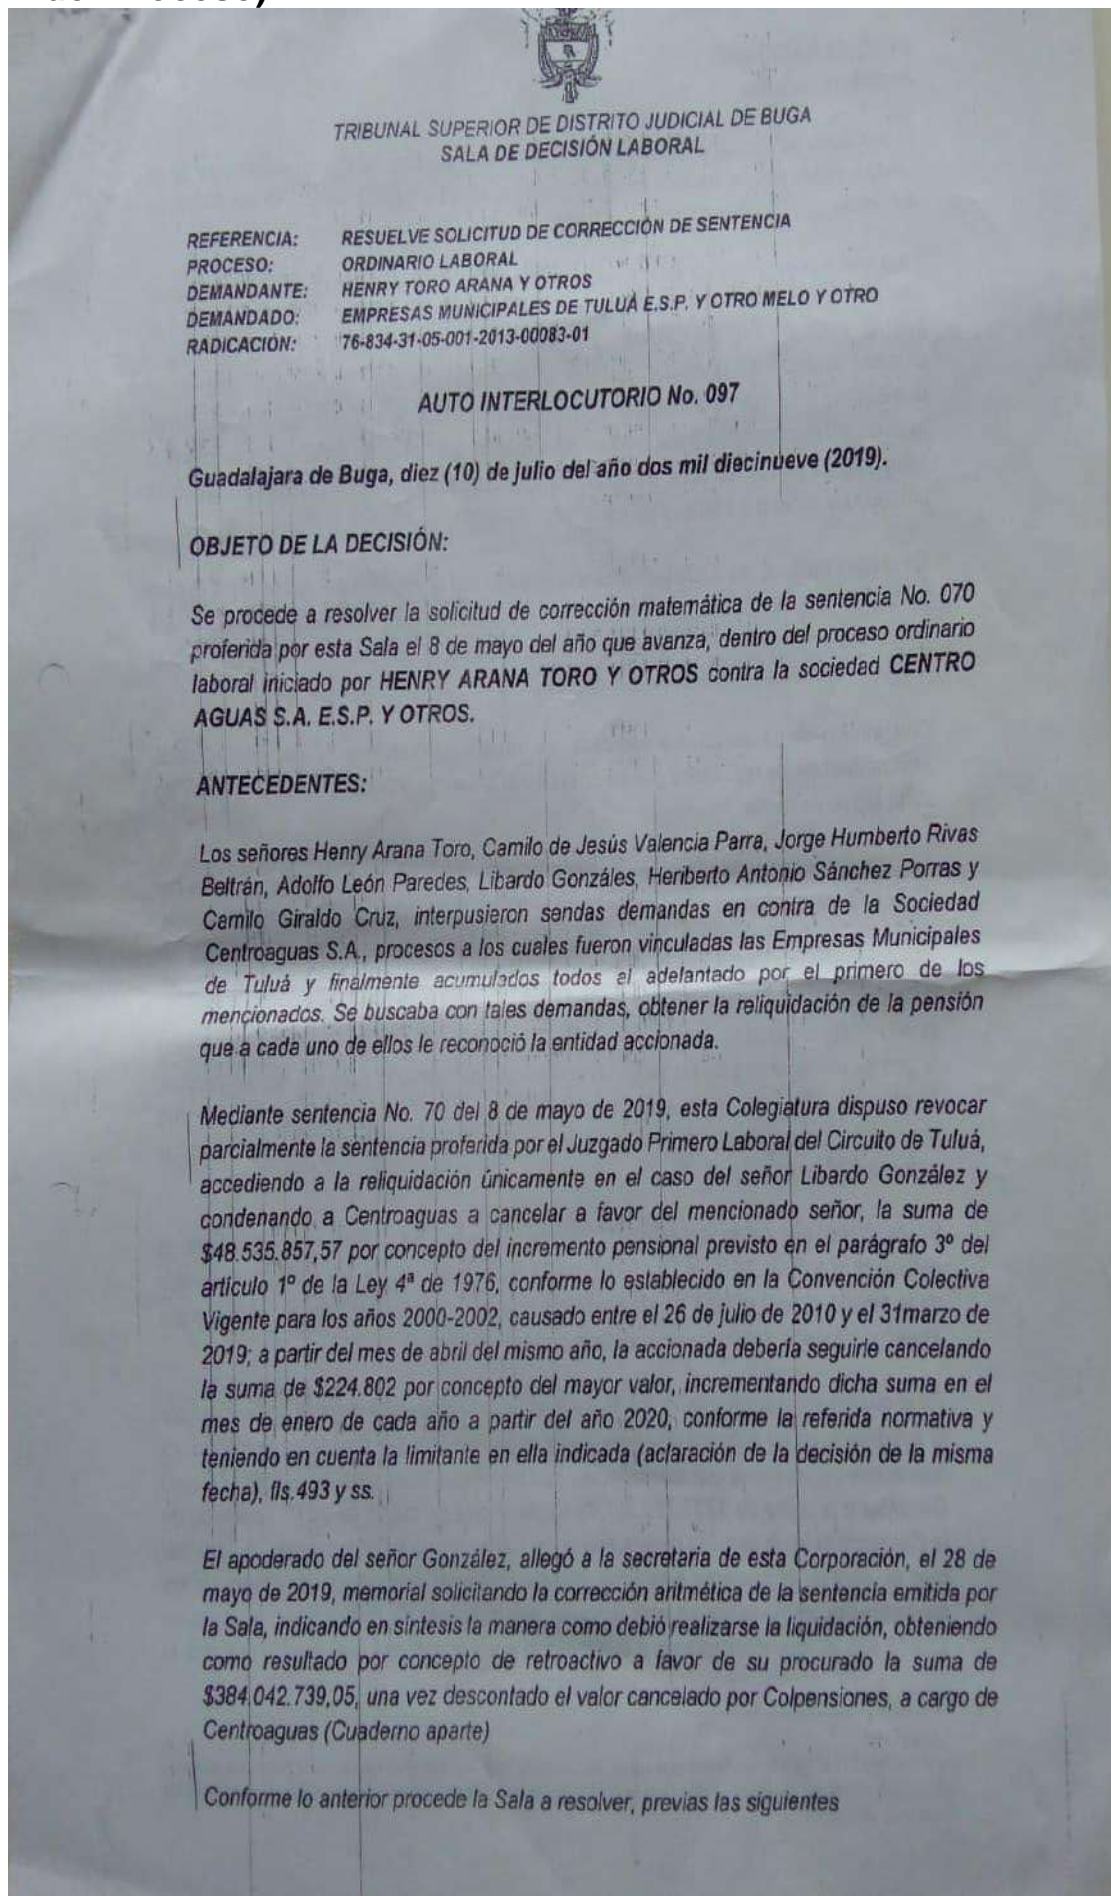 TRIBUNAL SUPERIOR DE DISTRITO JUDICIAL DE BUGA
SALA DE DECISIÓN LABORAL
REFERENCIA: RESUELVE SOLICITUD DE CORRECCIÓN DE SENTENCIA
PROCESO: ORDINARIO LABORAL
DEMANDANTE: HENRY TORO ARANA Y OTROS
DEMANDADO: EMPRESAS MUNICIPALES DE TULUÁ E.S.P. Y OTRO MELO Y OTRO
RADICACIÓN: 76-834-31-05-001-2013-00083-01
AUTO INTERLOCUTORIO No. 097
Guadalajara de Buga, diez (10) de julio del año dos mil diecinueve (2019).
OBJETO DE LA DECISIÓN:
Se procede a resolver la solicitud de corrección matemática de la sentencia No. 070
proferida por esta Sala el 8 de mayo del año que avanza, dentro del proceso ordinario
laboral iniciado por HENRY ARANA TORO Y OTROS contra la sociedad CENTRO
AGUAS S.A. E.S.P. Y OTROS.
ANTECEDENTES:
Los señores Henry Arana Toro, Camilo de Jesús Valencia Parra, Jorge Humberto Rivas
Beltrán, Adolfo León Paredes, Libardo Gonzáles, Heriberto Antonio Sánchez Porras y
Camilo Giraldo Cruz, interpusieron sendas demandas en contra de la Sociedad
Centroaguas S.A., procesos a los cuales fueron vinculadas las Empresas Municipales
de Tuluá y finalmente acumulados todos al adelantado por el primero de los
mencionados. Se buscaba con tales demandas, obtener la reliquidación de la pensión
que a cada uno de ellos le reconoció la entidad accionada.
Mediante sentencia No. 70 del 8 de mayo de 2019, esta Colegiatura dispuso revocar
parcialmente la sentencia proferida por el Juzgado Primero Laboral del Circuito de Tuluá,
accediendo a la reliquidación únicamente en el caso del señor Libardo González y
condenando a Centroaguas a cancelar a favor del mencionado señor, la suma de
$48.535.857,57 por concepto del incremento pensional previsto en el parágrafo 3º del
artículo 1º de la Ley 4ª de 1976, conforme lo establecido en la Convención Colectiva
Vigente para los años 2000-2002, causado entre el 26 de julio de 2010 y el 31marzo de
2019; a partir del mes de abril del mismo año, la accionada debería seguirle cancelando
la suma de $224.802 por concepto del mayor valor, incrementando dicha suma en el
mes de enero de cada año a partir del año 2020, conforme la referida normativa y
teniendo en cuenta la limitante en ella indicada (aclaración de la decisión de la misma
fecha), fls.493 y ss.
El apoderado del señor González, allegó a la secretaria de esta Corporación, el 28 de
mayo de 2019, memorial solicitando la corrección aritmética de la sentencia emitida por
la Sala, indicando en síntesis la manera como debió realizarse la liquidación, obteniendo
como resultado por concepto de retroactivo a favor de su procurado la suma de
$384.042.739,05, una vez descontado el valor cancelado por Colpensiones, a cargo de
Centroaguas (Cuaderno aparte)
Conforme lo anterior procede la Sala a resolver, previas las siguientes